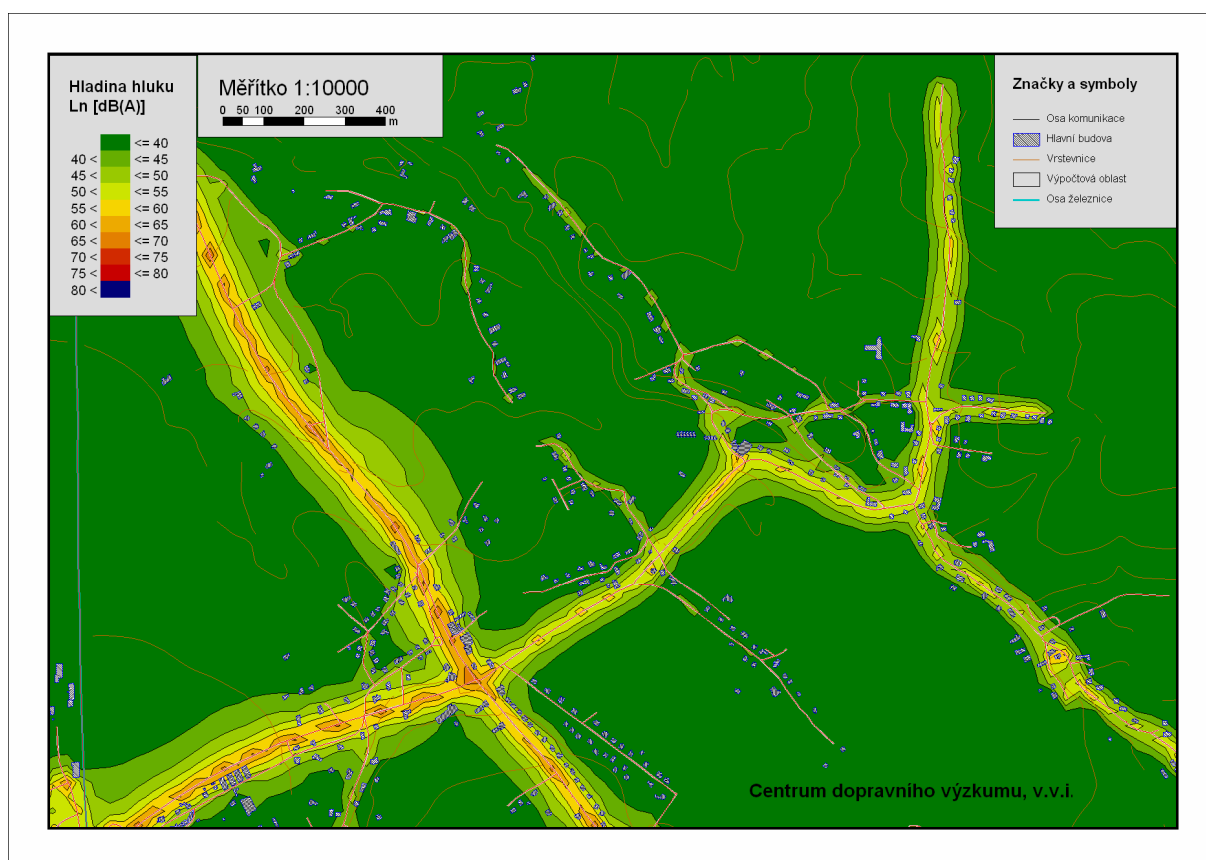 Hladina hluku
Ln [dB(A)]
<= 40
40 < <= 45
45 < <= 50
50 < <= 55
55 < <= 60
60 < <= 65
65 < <= 70
70 < <= 75
75 < <= 80
80 <
Měřítko 1:10000
0 50 100 200 300 400
m
Značky a symboly
Osa komunikace
Hlavní budova
Vrstevnice
Výpočtová oblast
Osa železnice
Centrum dopravního výzkumu, v.v.i.